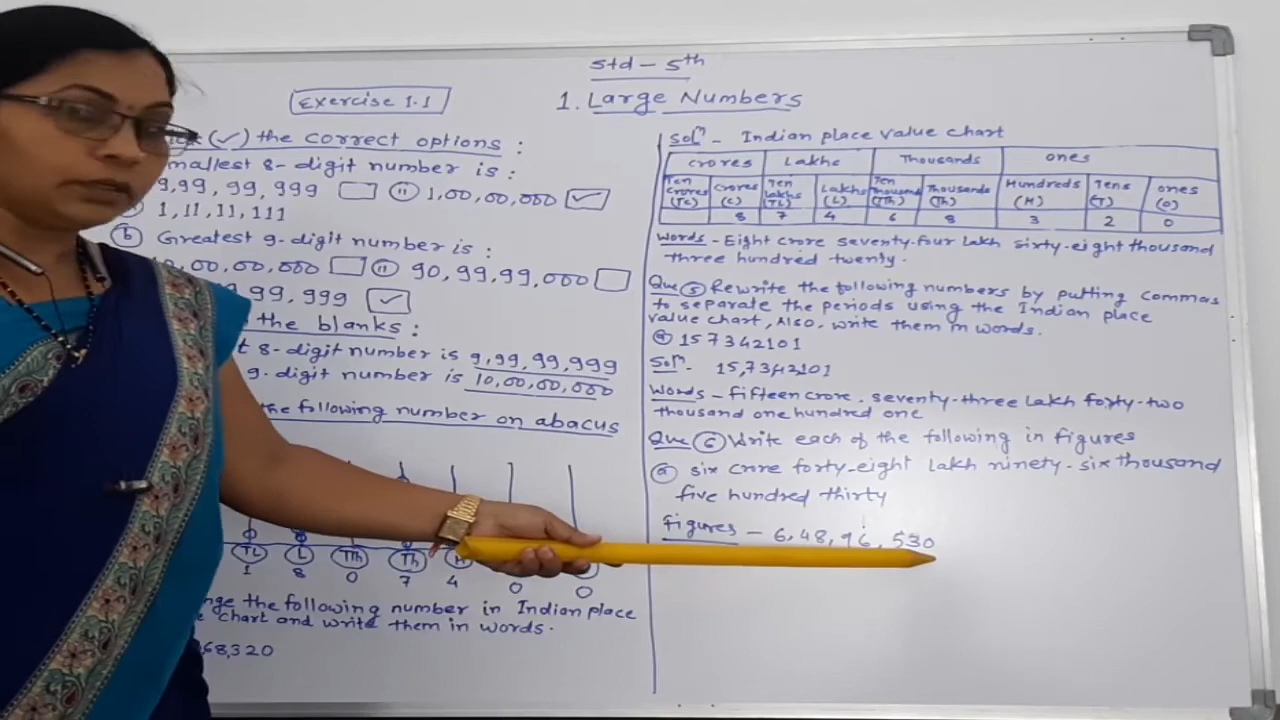 Std - 5th
1. Large Numbers
Exercise 1.1
(✓) the correct options :
smallest 8-digit number is :
9,99,99,999 (ii) 1,00,00,000 ✓
1,11,11,111
(b) Greatest 9-digit number is :
00,00,000 (ii) 90,99,99,000
99,999 ✓
the blanks :
8-digit number is 9,99,99,999
9-digit number is 10,00,00,000
the following number on abacus
TL L TTh Th H
1 8 0 7 4 0 0
the following number in Indian place
chart and write them in words.
68,320
Soln - Indian place value chart
Crores Lakhs Thousands Ones
Ten Crores (TC) Crores (C) Ten Lakhs (TL) Lakhs (L) Ten Thousand (TTh) Thousands (Th) Hundreds (H) Tens (T) Ones (O)
8 7 4 6 8 3 2 0
Words - Eight crore seventy-four lakh sixty-eight thousand
three hundred twenty.
Que (5) Rewrite the following numbers by putting commas
to separate the periods using the Indian place
value chart, Also, write them in words.
(a) 157342101
Soln - 15,7342101
Words - fifteen crore. seventy-three lakh forty-two
thousand one hundred one
Que (6) Write each of the following in figures
(a) Six crore forty-eight lakh ninety-six thousand
five hundred thirty
Figures - 6,48,96,530